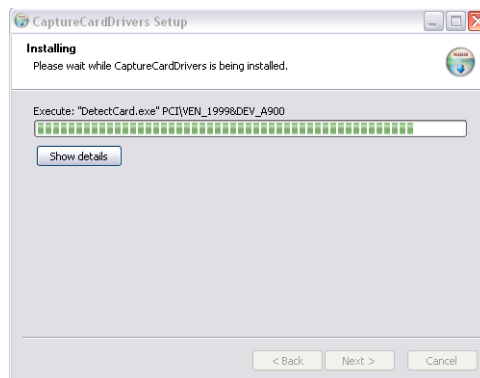 CaptureCardDrivers Setup
Installing
Please wait while CaptureCardDrivers is being installed.
Execute: "DetectCard.exe" PCI\VEN_1999&DEV_A900
Show details
< Back Next > Cancel